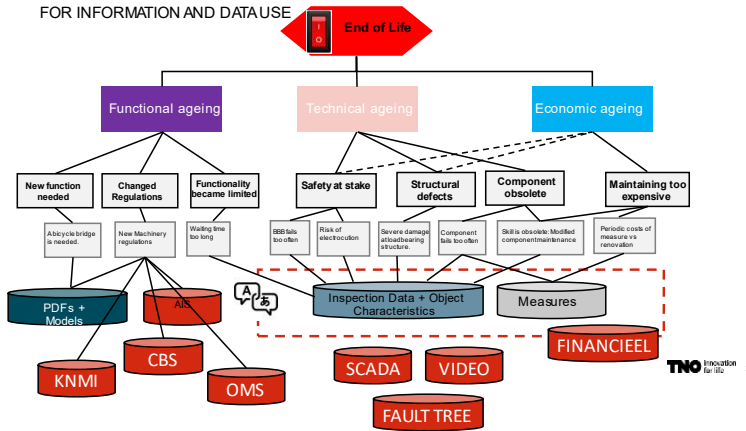 FOR INFORMATION AND DATA USE
I
O
End of Life
Functional ageing
Technical ageing
Economic ageing
New function
needed
Changed
Regulations
Functionality
became limited
Safety at stake
Structural
defects
Component
obsolete
Maintaining too
expensive
A bicycle bridge
is needed.
New Machinery
regulations
Waiting time
too long
BBB fails
too often
Risk of
electrocution
Severe damage
at loadbearing
structure.
Component
fails too often
Skill is obsolete: Modified
component maintenance
Periodic costs of
measure vs
renovation
PDFs +
Models
AIS
A
あ
Inspection Data + Object
Characteristics
Measures
KNMI
CBS
OMS
SCADA
VIDEO
FINANCIEEL
FAULT TREE
TNO innovation
for life